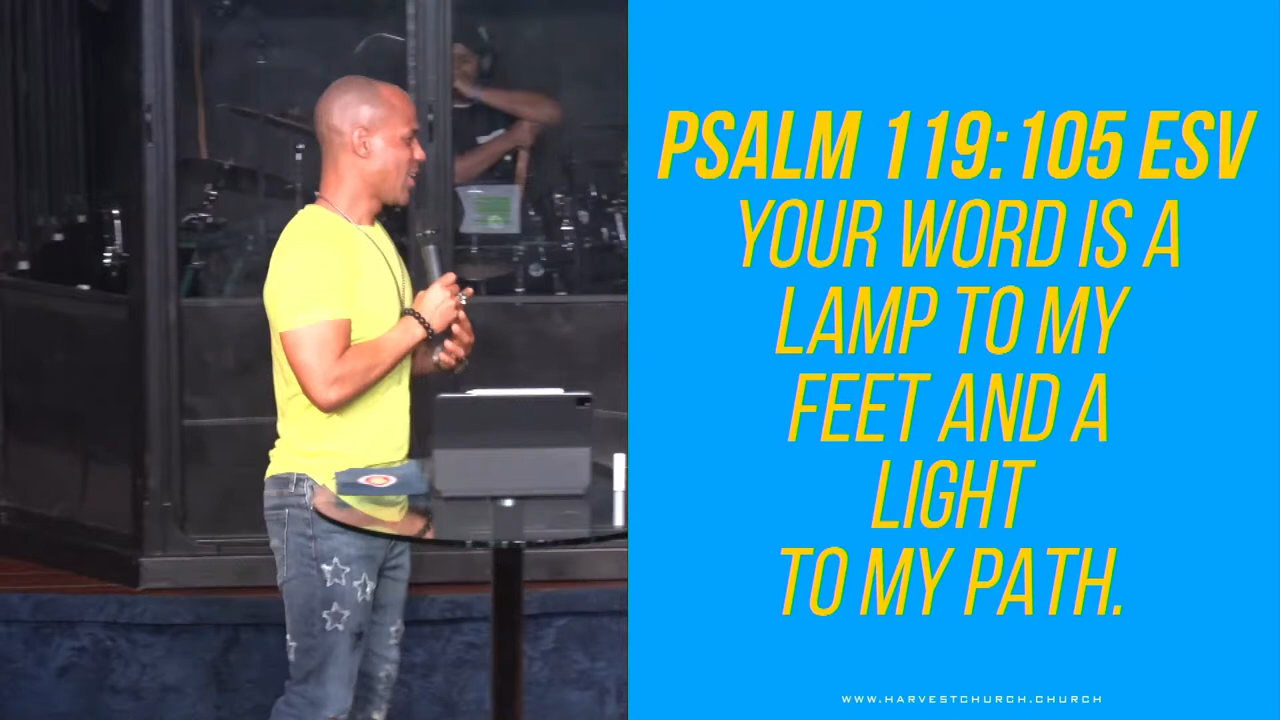 PSALM 119:105 ESV
YOUR WORD IS A
LAMP TO MY
FEET AND A
LIGHT
TO MY PATH.
WWW.HARVESTCHURCH.CHURCH